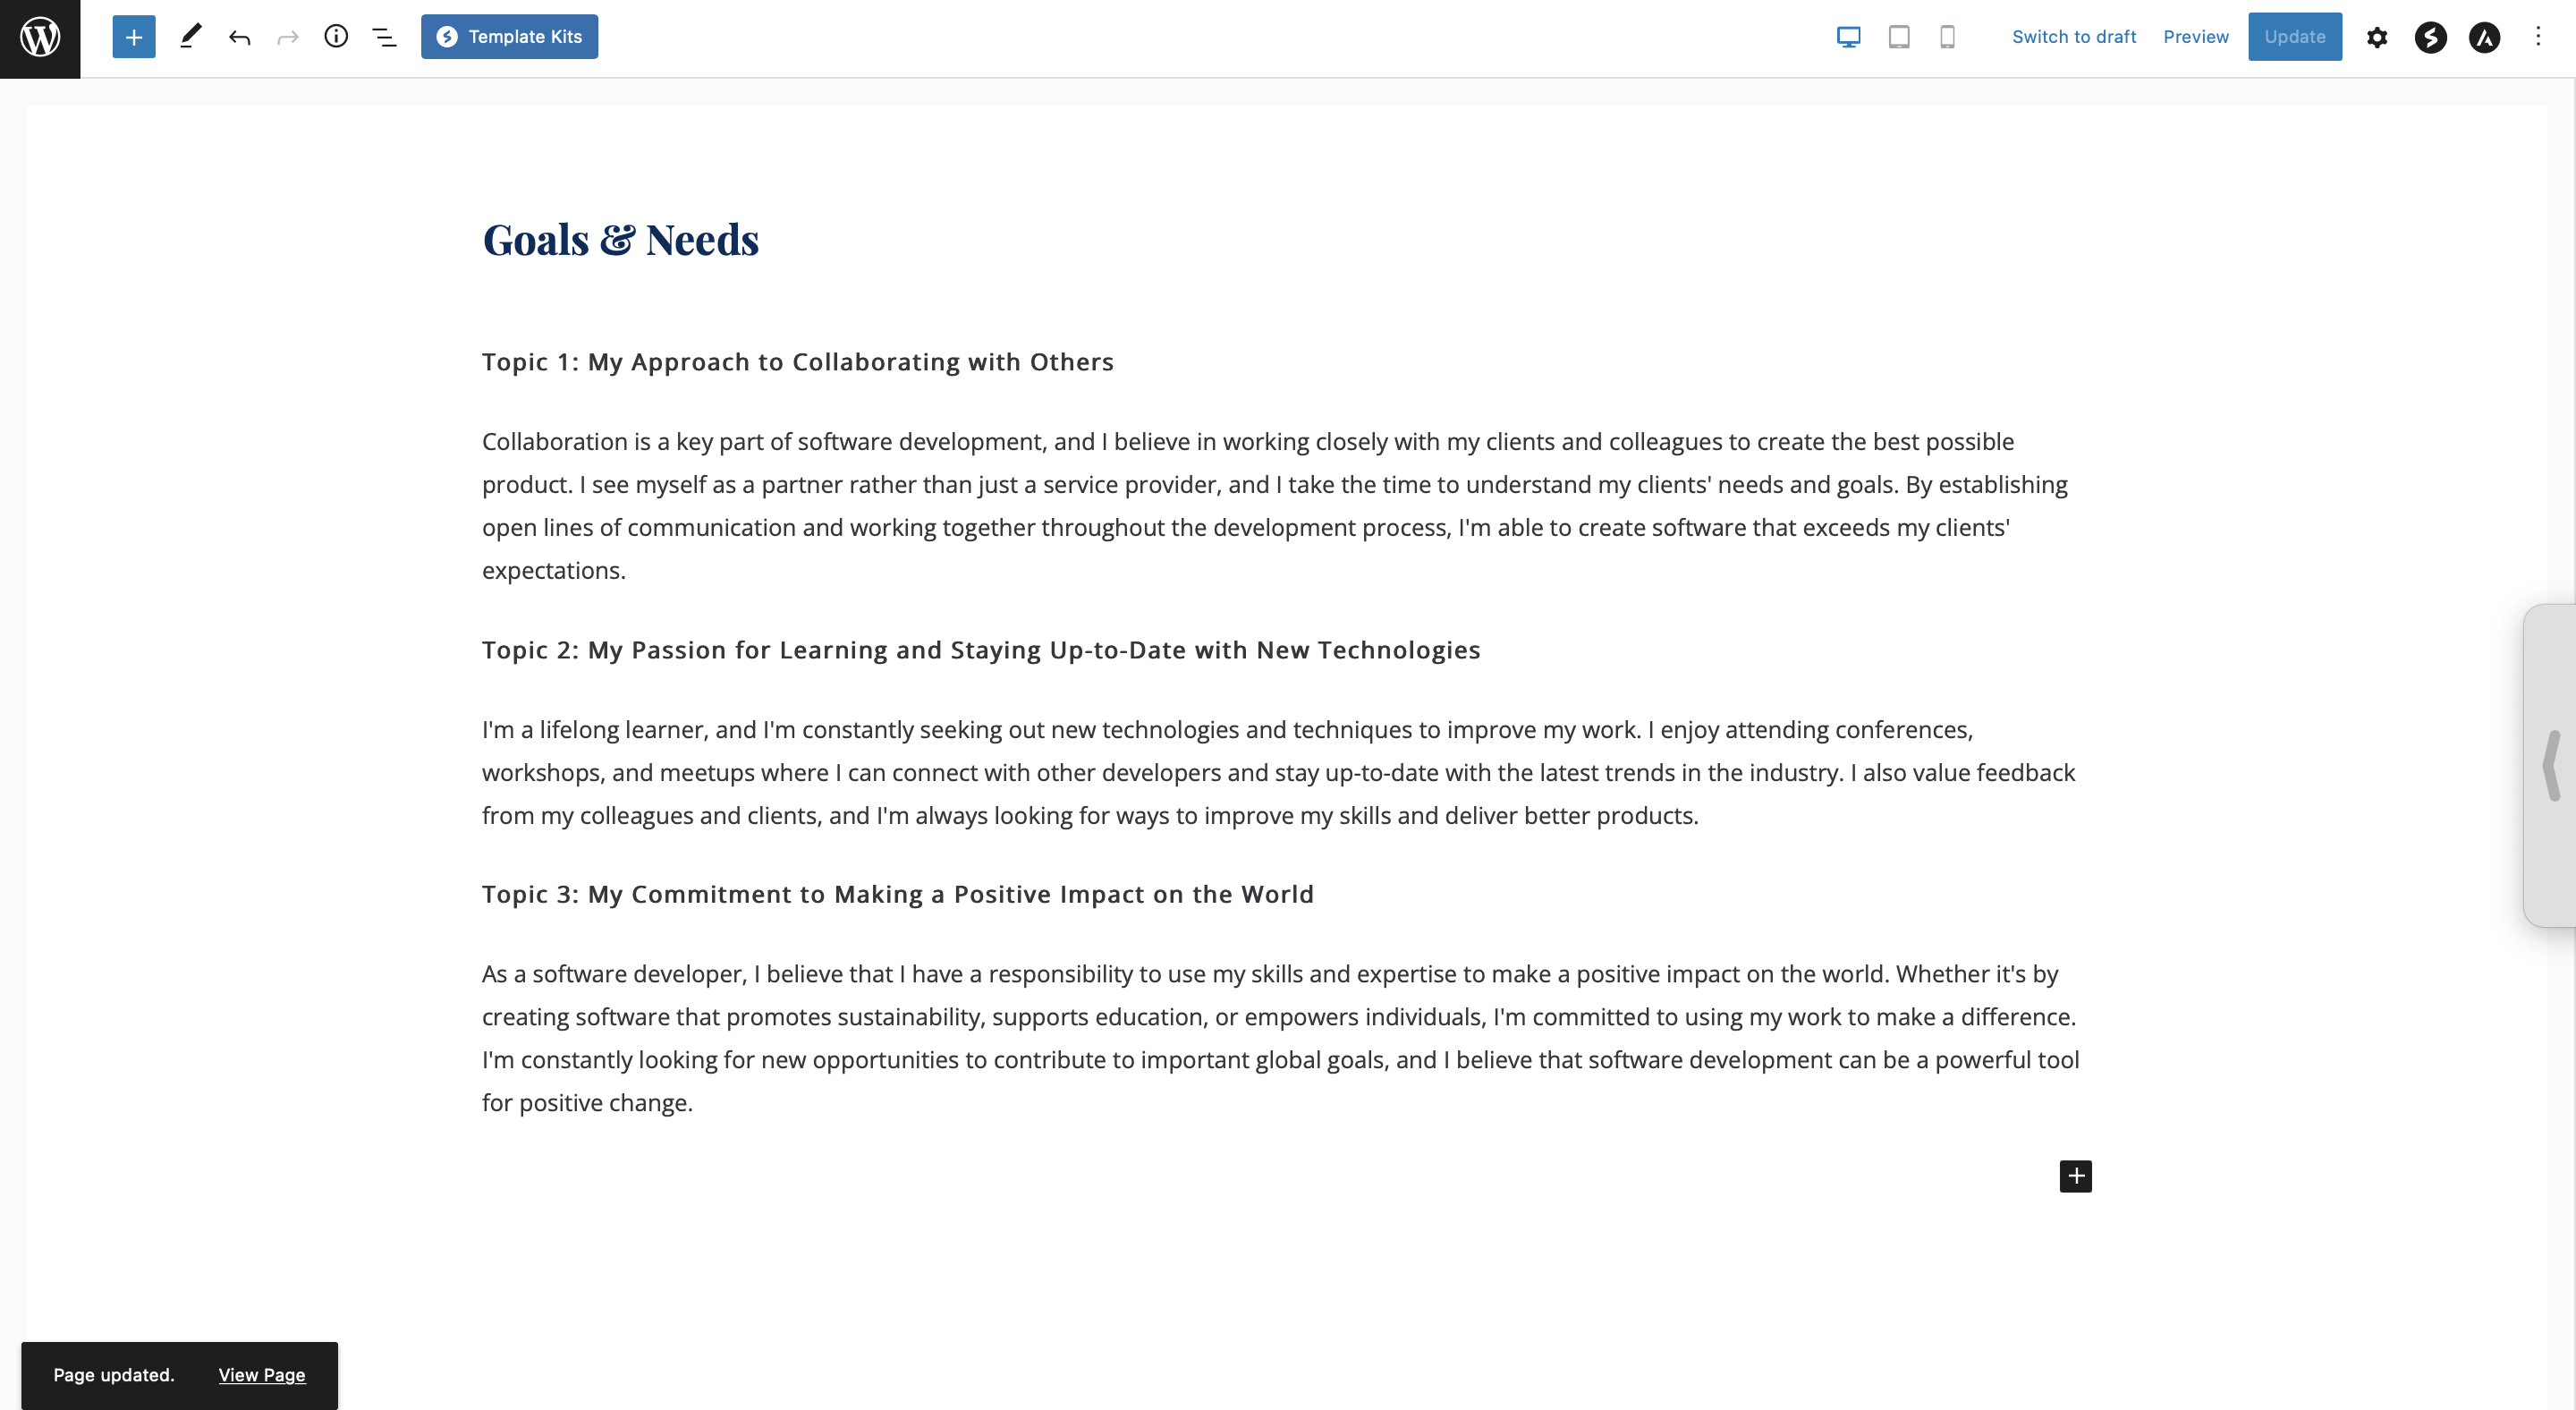 Template Kits
Switch to draft
Preview
Update
Goals & Needs
Topic 1: My Approach to Collaborating with Others
Collaboration is a key part of software development, and I believe in working closely with my clients and colleagues to create the best possible
product. I see myself as a partner rather than just a service provider, and I take the time to understand my clients' needs and goals. By establishing
open lines of communication and working together throughout the development process, I'm able to create software that exceeds my clients'
expectations.
Topic 2: My Passion for Learning and Staying Up-to-Date with New Technologies
I'm a lifelong learner, and I'm constantly seeking out new technologies and techniques to improve my work. I enjoy attending conferences,
workshops, and meetups where I can connect with other developers and stay up-to-date with the latest trends in the industry. I also value feedback
from my colleagues and clients, and I'm always looking for ways to improve my skills and deliver better products.
Topic 3: My Commitment to Making a Positive Impact on the World
As a software developer, I believe that I have a responsibility to use my skills and expertise to make a positive impact on the world. Whether it's by
creating software that promotes sustainability, supports education, or empowers individuals, I'm committed to using my work to make a difference.
I'm constantly looking for new opportunities to contribute to important global goals, and I believe that software development can be a powerful tool
for positive change.
Page updated.
View Page